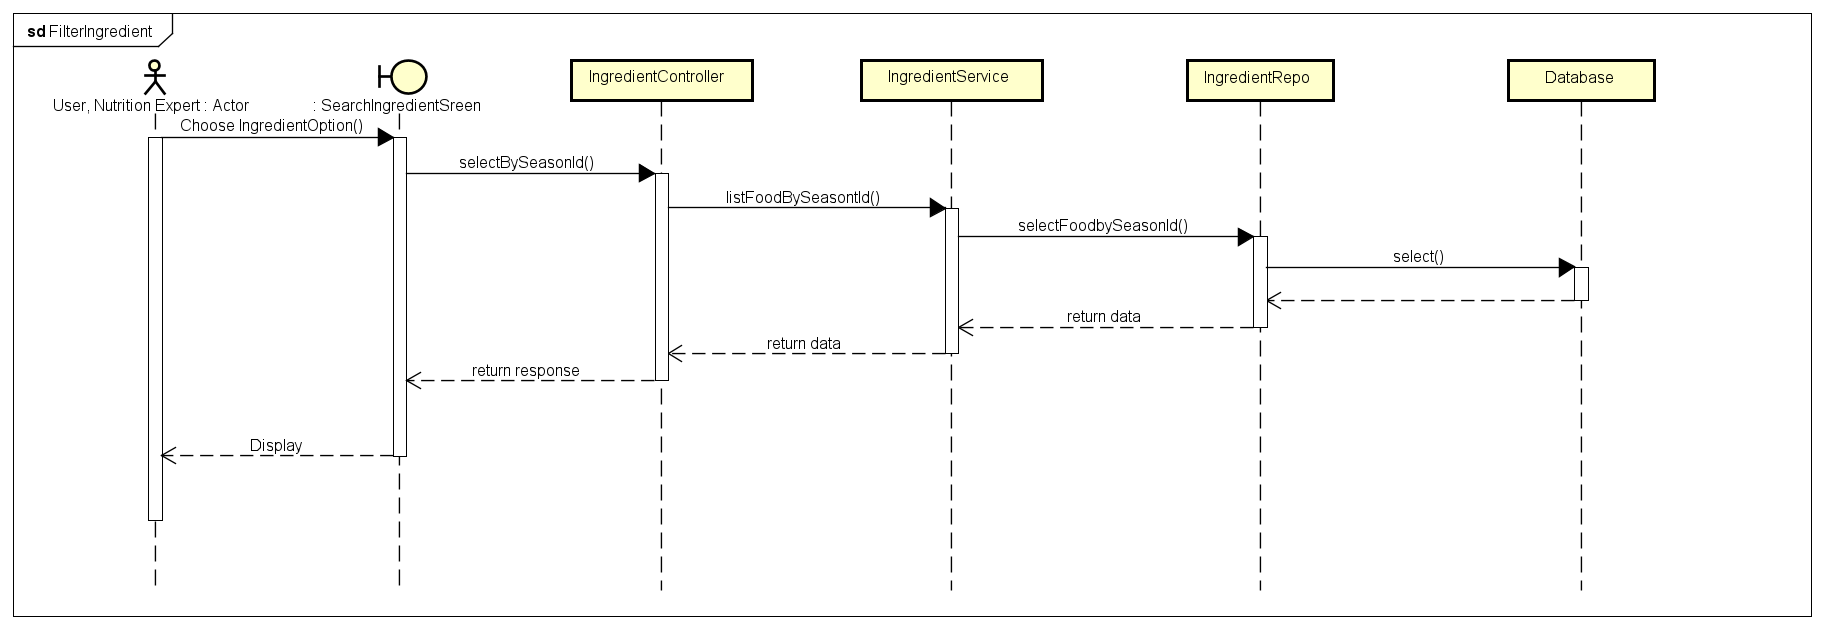 sd FilterIngredient
User, Nutrition Expert : Actor
: SearchIngredientSreen
IngredientController
IngredientService
IngredientRepo
Database
Choose IngredientOption()
selectBySeasonId()
listFoodBySeasontId()
selectFoodbySeasonId()
select()
return data
return data
return response
Display